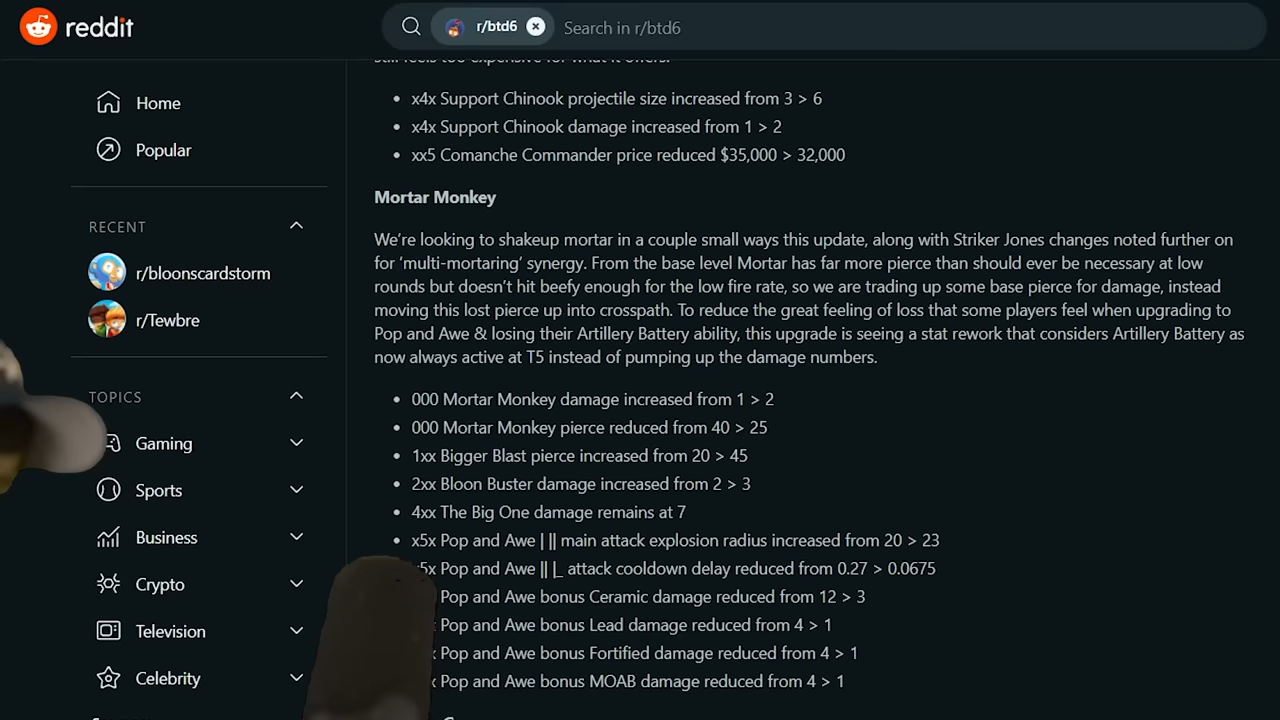 reddit
r/btd6
Search in r/btd6
Home
Popular
RECENT
r/bloonscardstorm
r/Tewbre
TOPICS
Gaming
Sports
Business
Crypto
Television
Celebrity
still feels too expensive for what it offers.
• x4x Support Chinook projectile size increased from 3 > 6
• x4x Support Chinook damage increased from 1 > 2
• xx5 Comanche Commander price reduced $35,000 > 32,000
Mortar Monkey
We’re looking to shakeup mortar in a couple small ways this update, along with Striker Jones changes noted further on
for ‘multi-mortaring’ synergy. From the base level Mortar has far more pierce than should ever be necessary at low
rounds but doesn’t hit beefy enough for the low fire rate, so we are trading up some base pierce for damage, instead
moving this lost pierce up into crosspath. To reduce the great feeling of loss that some players feel when upgrading to
Pop and Awe & losing their Artillery Battery ability, this upgrade is seeing a stat rework that considers Artillery Battery as
now always active at T5 instead of pumping up the damage numbers.
• 000 Mortar Monkey damage increased from 1 > 2
• 000 Mortar Monkey pierce reduced from 40 > 25
• 1xx Bigger Blast pierce increased from 20 > 45
• 2xx Bloon Buster damage increased from 2 > 3
• 4xx The Big One damage remains at 7
• x5x Pop and Awe | || main attack explosion radius increased from 20 > 23
Pop and Awe || |_ attack cooldown delay reduced from 0.27 > 0.0675
Pop and Awe bonus Ceramic damage reduced from 12 > 3
Pop and Awe bonus Lead damage reduced from 4 > 1
Pop and Awe bonus Fortified damage reduced from 4 > 1
Pop and Awe bonus MOAB damage reduced from 4 > 1